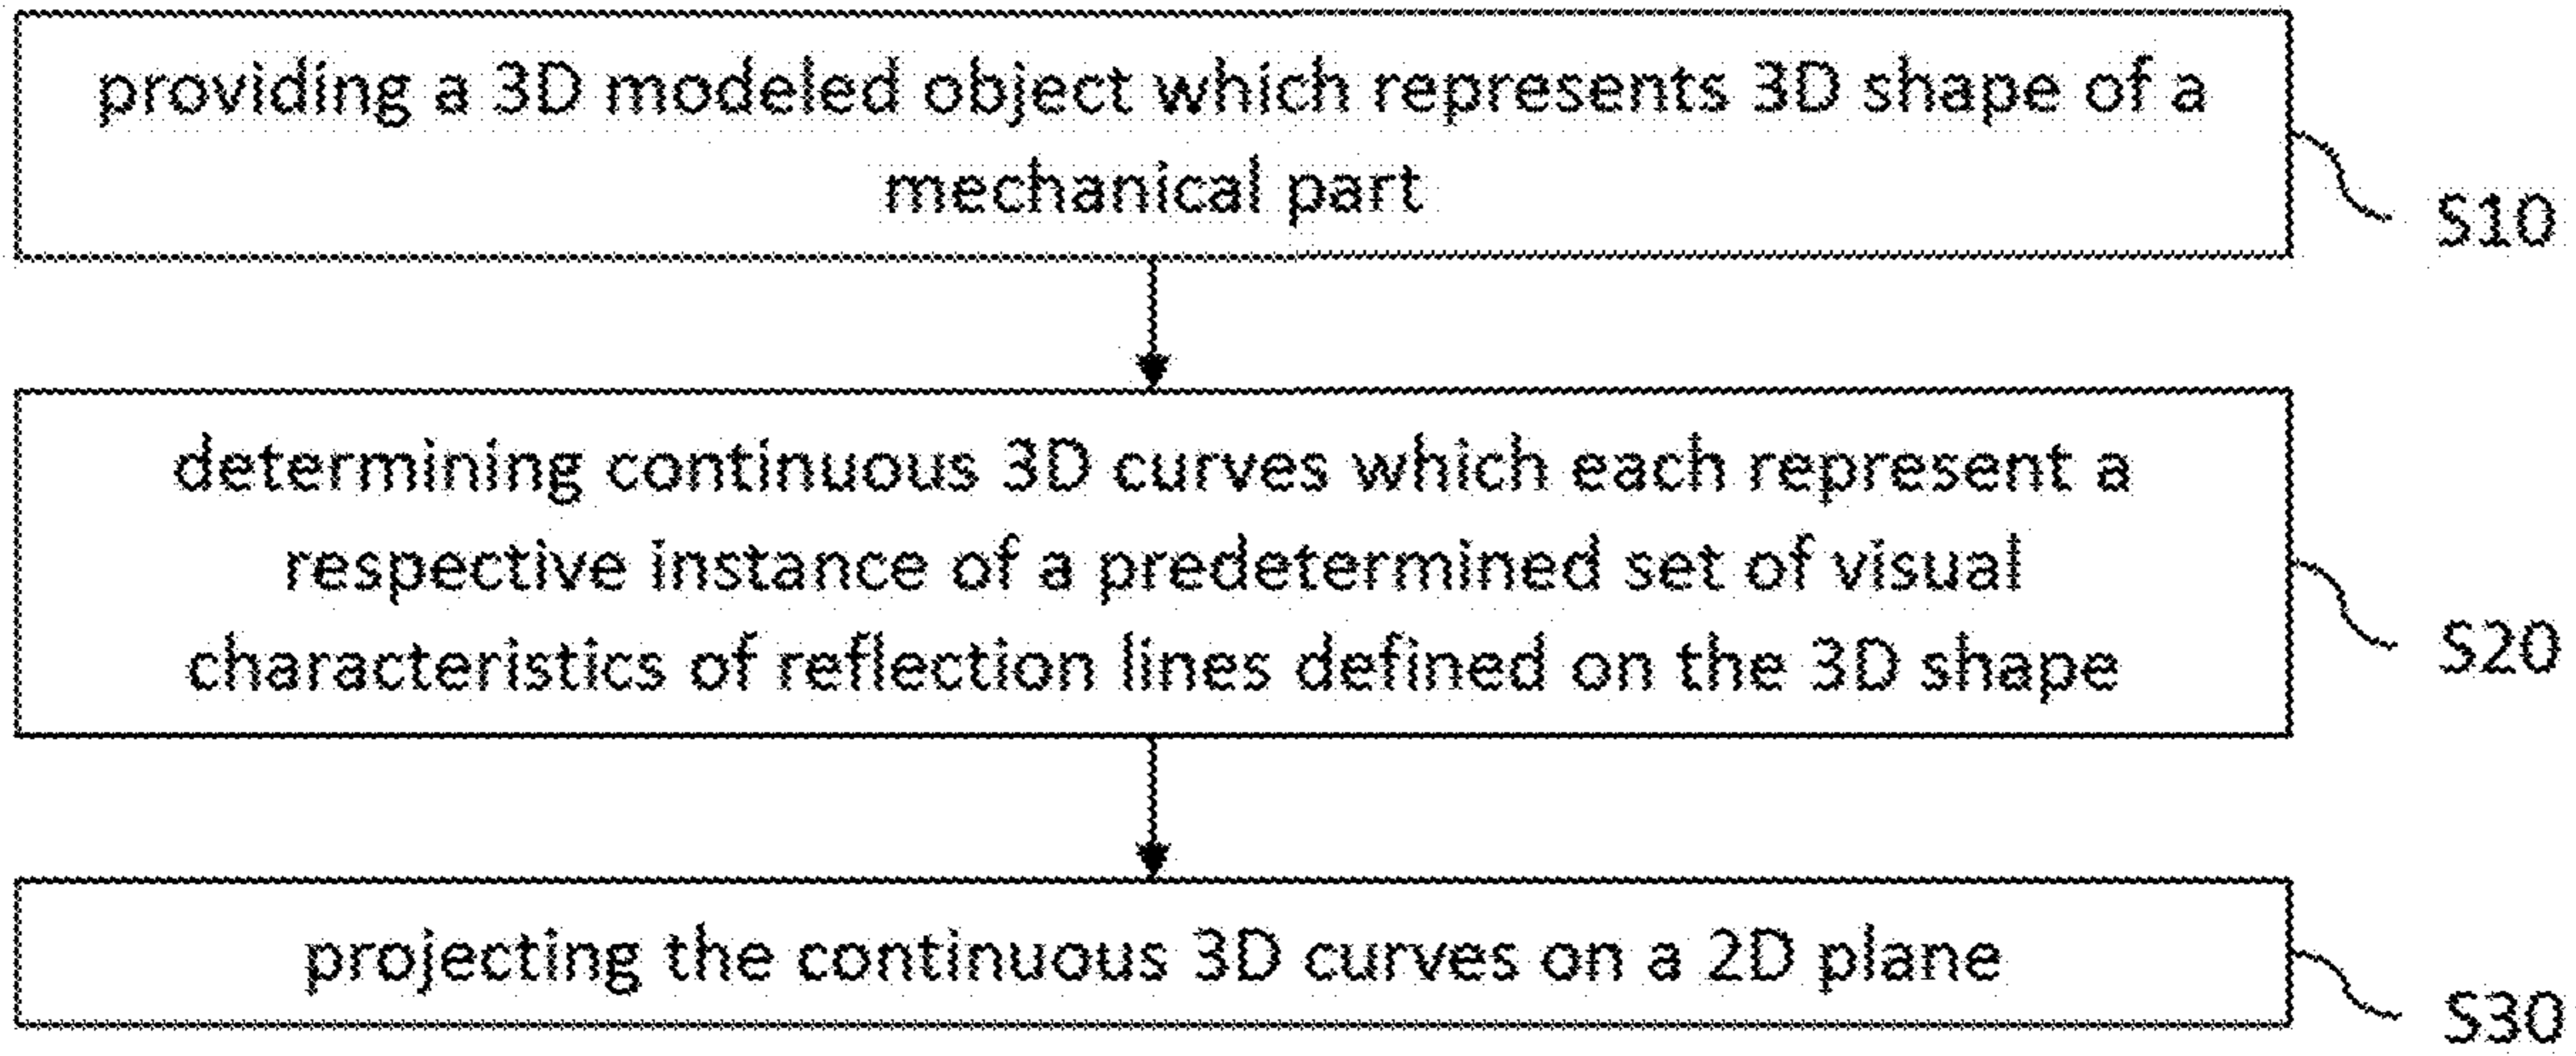 providing a 3D modeled object which represents 3D shape of a
mechanical part
S10
determining continuous 3D curves which each represent a
respective instance of a predetermined set of visual
characteristics of reflection lines defined on the 3D shape
S20
projecting the continuous 3D curves on a 2D plane
S30